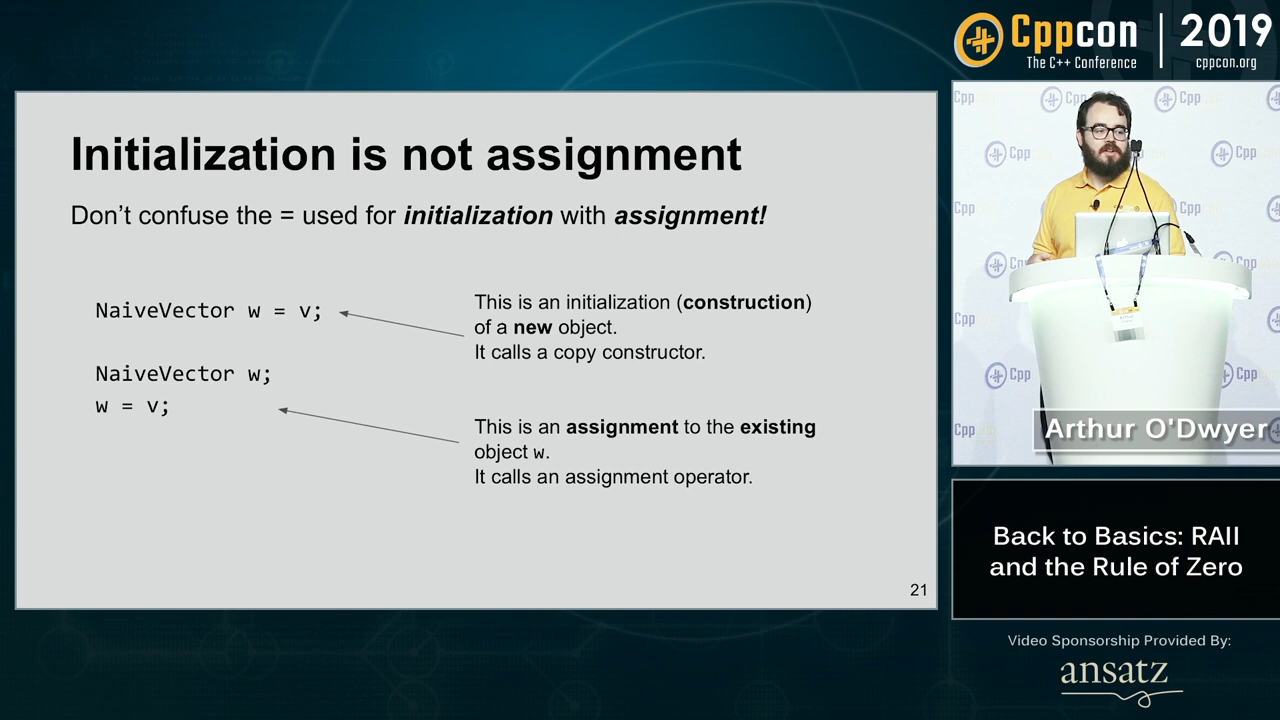 Cppcon | 2019
The C++ Conference cppcon.org
Initialization is not assignment
Don’t confuse the = used for initialization with assignment!
NaiveVector w = v;
This is an initialization (construction)
of a new object.
It calls a copy constructor.
NaiveVector w;
w = v;
This is an assignment to the existing
object w.
It calls an assignment operator.
21
Arthur O'Dwyer
Back to Basics: RAII
and the Rule of Zero
Video Sponsorship Provided By:
ansatz